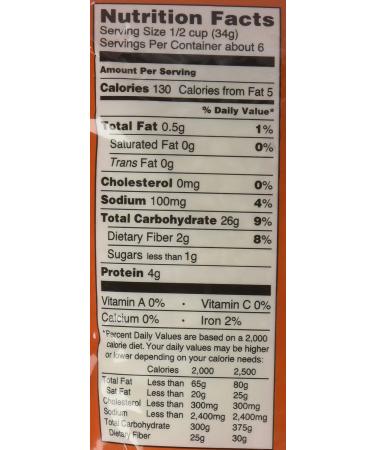 Nutrition Facts
Serving Size 1/2 cup (34g)
Servings Per Container about 6
Amount Per Serving
Calories 130 Calories from Fat 5
% Daily Value*
Total Fat 0.5g 1%
Saturated Fat 0g 0%
Trans Fat 0g
Cholesterol 0mg 0%
Sodium 100mg 4%
Total Carbohydrate 26g 9%
Dietary Fiber 2g 8%
Sugars less than 1g
Protein 4g
Vitamin A 0% • Vitamin C 0%
Calcium 0% • Iron 2%
*Percent Daily Values are based on a 2,000
calorie diet. Your daily values may be higher
or lower depending on your calorie needs:
Calories 2,000 2,500
Total Fat Less than 65g 80g
Sat Fat Less than 20g 25g
Cholesterol Less than 300mg 300mg
Sodium Less than 2,400mg 2,400mg
Total Carbohydrate 300g 375g
Dietary Fiber 25g 30g